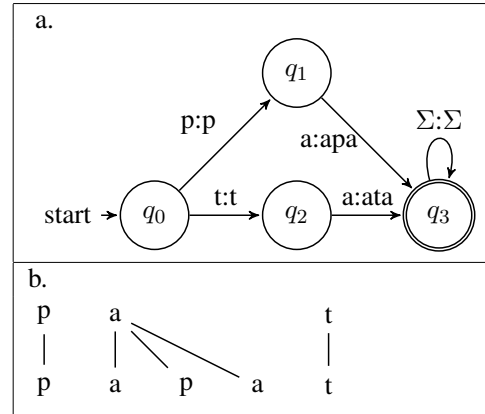 a.
q1
p:p
a:apa
Σ:Σ
start q0 t:t q2 a:ata q3
b.
p a t
p a p a t